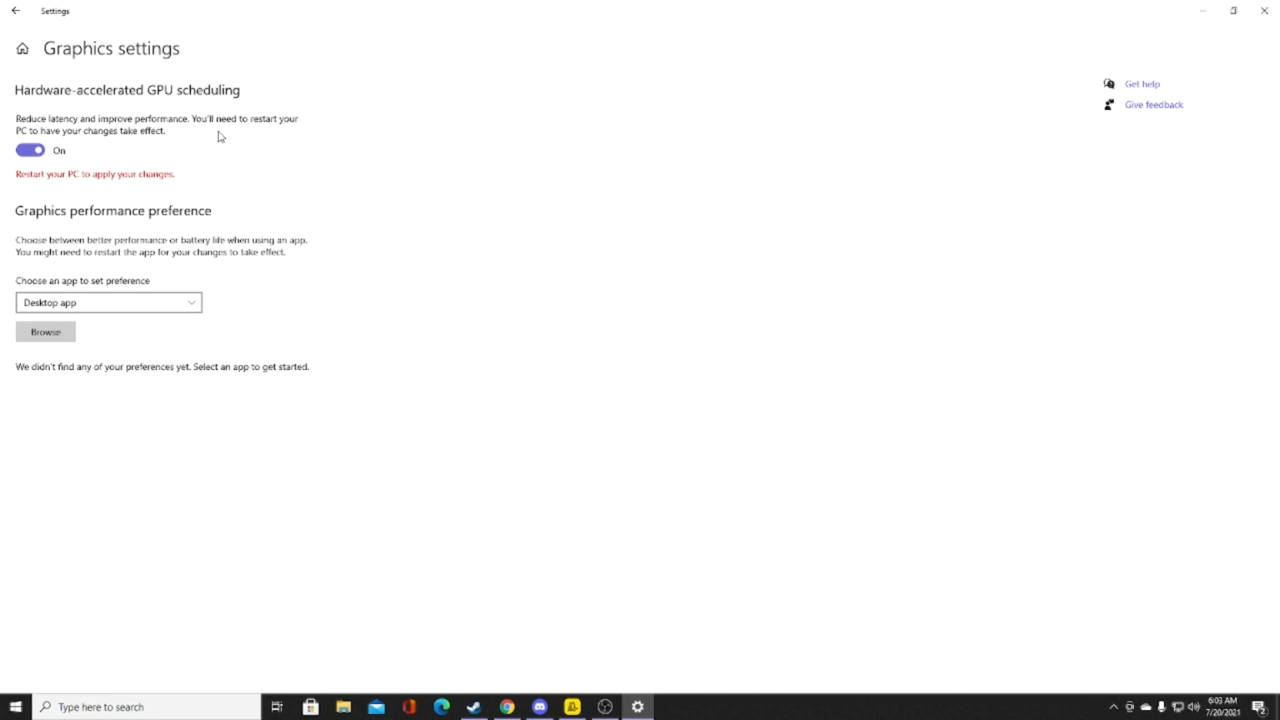 Settings
Graphics settings
Hardware-accelerated GPU scheduling
Get help
Give feedback
Reduce latency and improve performance. You'll need to restart your
PC to have your changes take effect.
On
Restart your PC to apply your changes.
Graphics performance preference
Choose between better performance or battery life when using an app.
You might need to restart the app for your changes to take effect.
Choose an app to set preference
Desktop app
Browse
We didn't find any of your preferences yet. Select an app to get started.
Type here to search
6:03 AM
7/20/2021
2